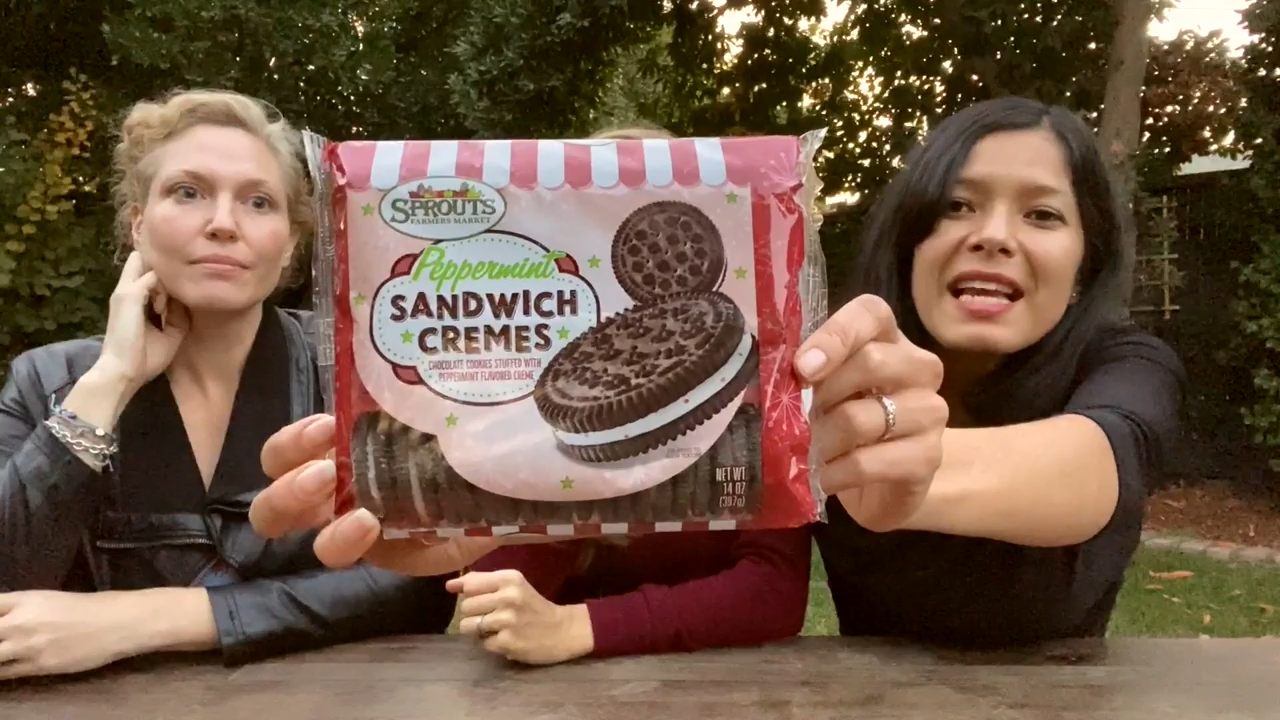 SPROUTS
FARMERS MARKET
Peppermint
SANDWICH
CREMES
CHOCOLATE COOKIES STUFFED WITH
PEPPERMINT FLAVORED CREME
NET WT
14 OZ
(397g)